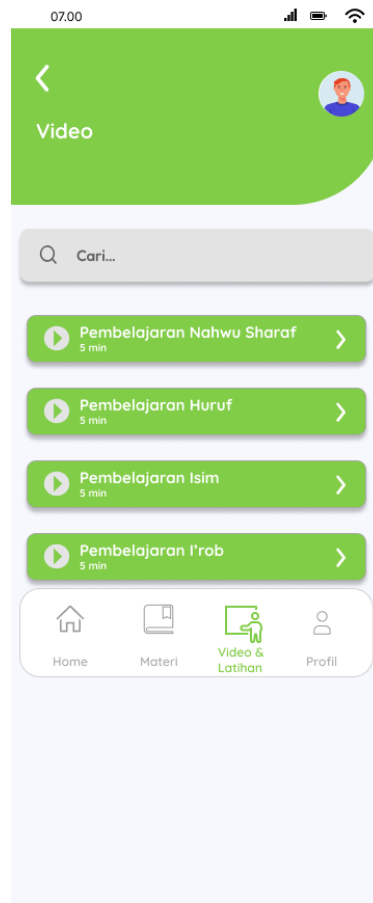 07.00
Video
Cari...
Pembelajaran Nahwu Sharaf
5 min
Pembelajaran Huruf
5 min
Pembelajaran Isim
5 min
Pembelajaran I'rob
5 min
Home
Materi
Video &
Latihan
Profil